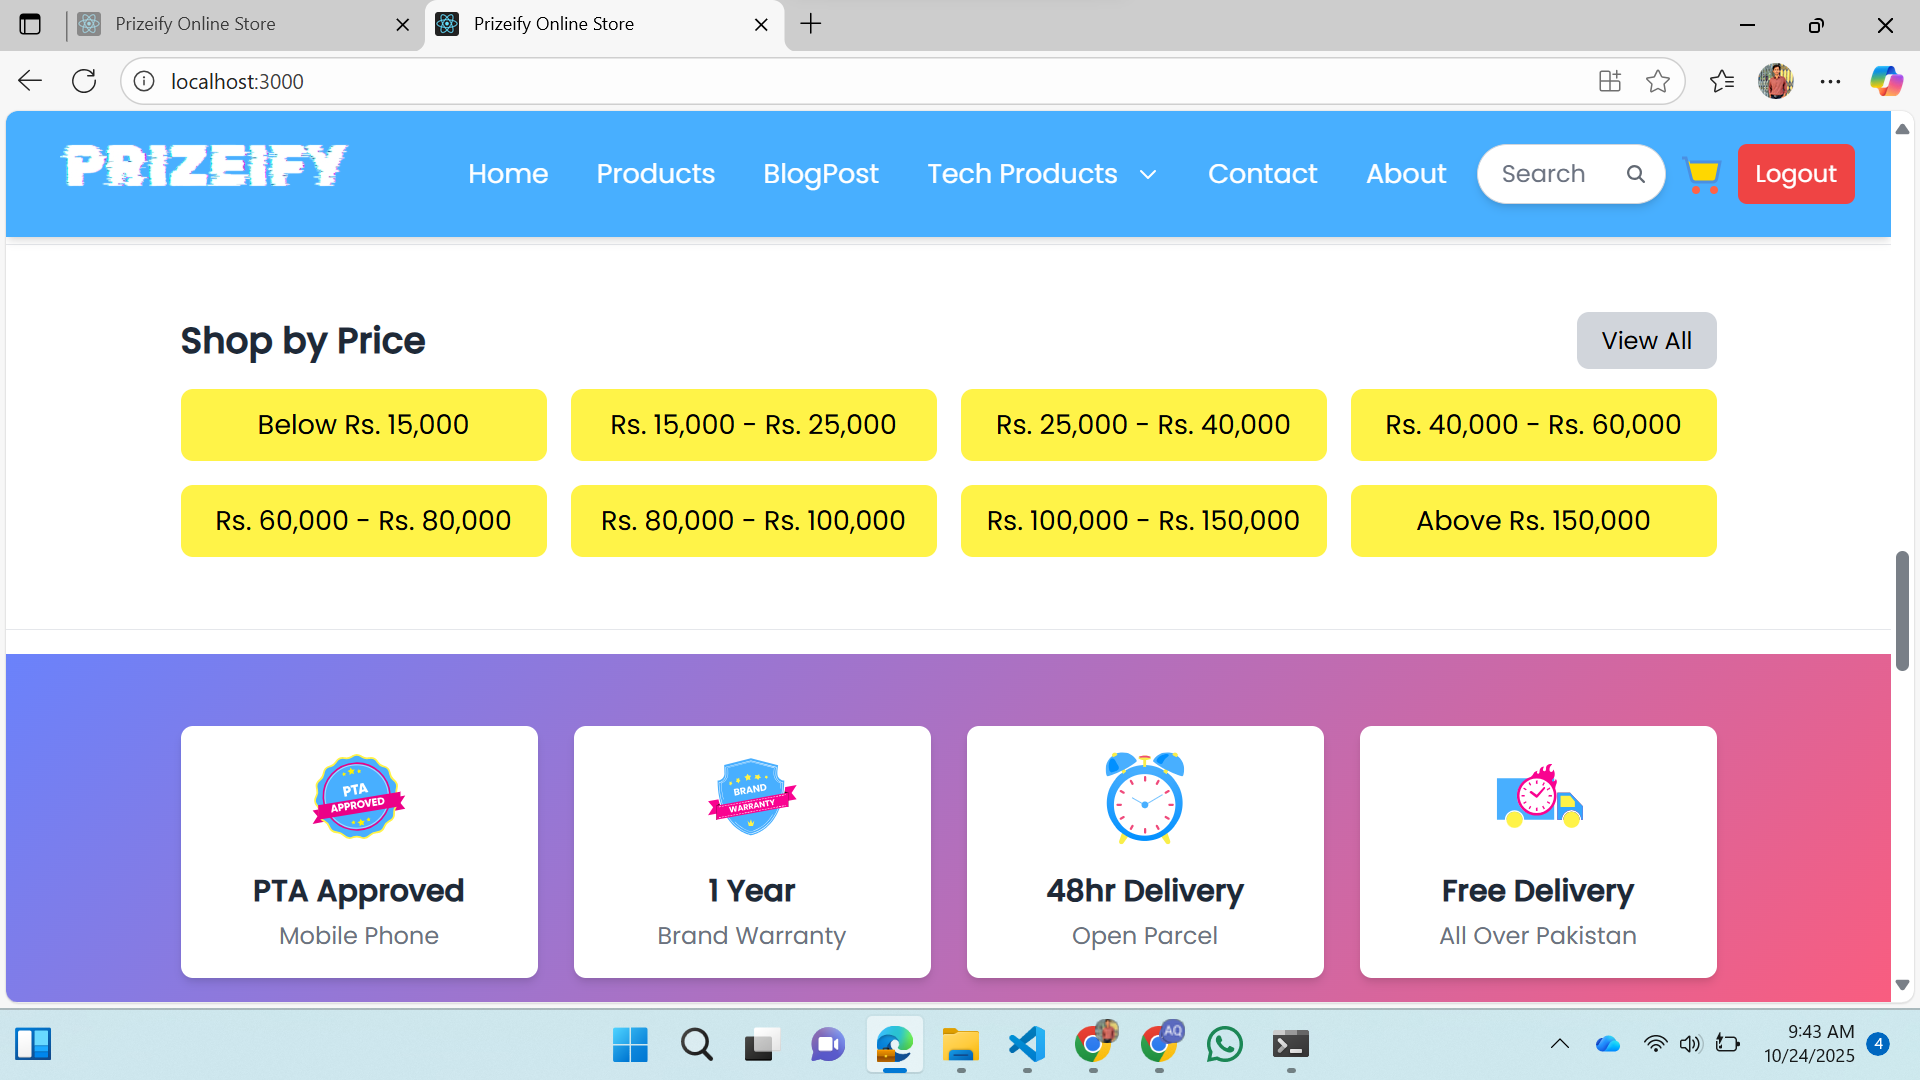 Prizeify Online Store
Prizeify Online Store
localhost:3000
PRIZEIFY
Home
Products
BlogPost
Tech Products
Contact
About
Search
Logout
Shop by Price
View All
Below Rs. 15,000
Rs. 15,000 - Rs. 25,000
Rs. 25,000 - Rs. 40,000
Rs. 40,000 - Rs. 60,000
Rs. 60,000 - Rs. 80,000
Rs. 80,000 - Rs. 100,000
Rs. 100,000 - Rs. 150,000
Above Rs. 150,000
PTA
APPROVED
PTA Approved
Mobile Phone
BRAND
WARRANTY
1 Year
Brand Warranty
48hr Delivery
Open Parcel
Free Delivery
All Over Pakistan
AQ
9:43 AM
10/24/2025
4